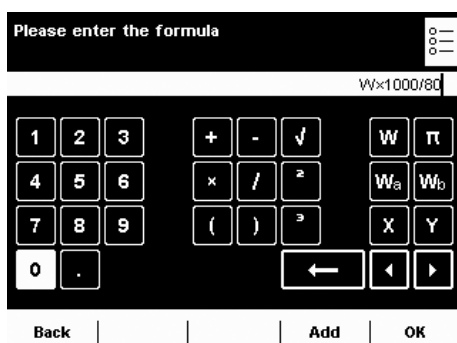 Please enter the formula
W×1000/80
1 2 3 + - √ W π
4 5 6 × / ² Wa Wb
7 8 9 ( ) ³ X Y
0 . ←
Back Add OK